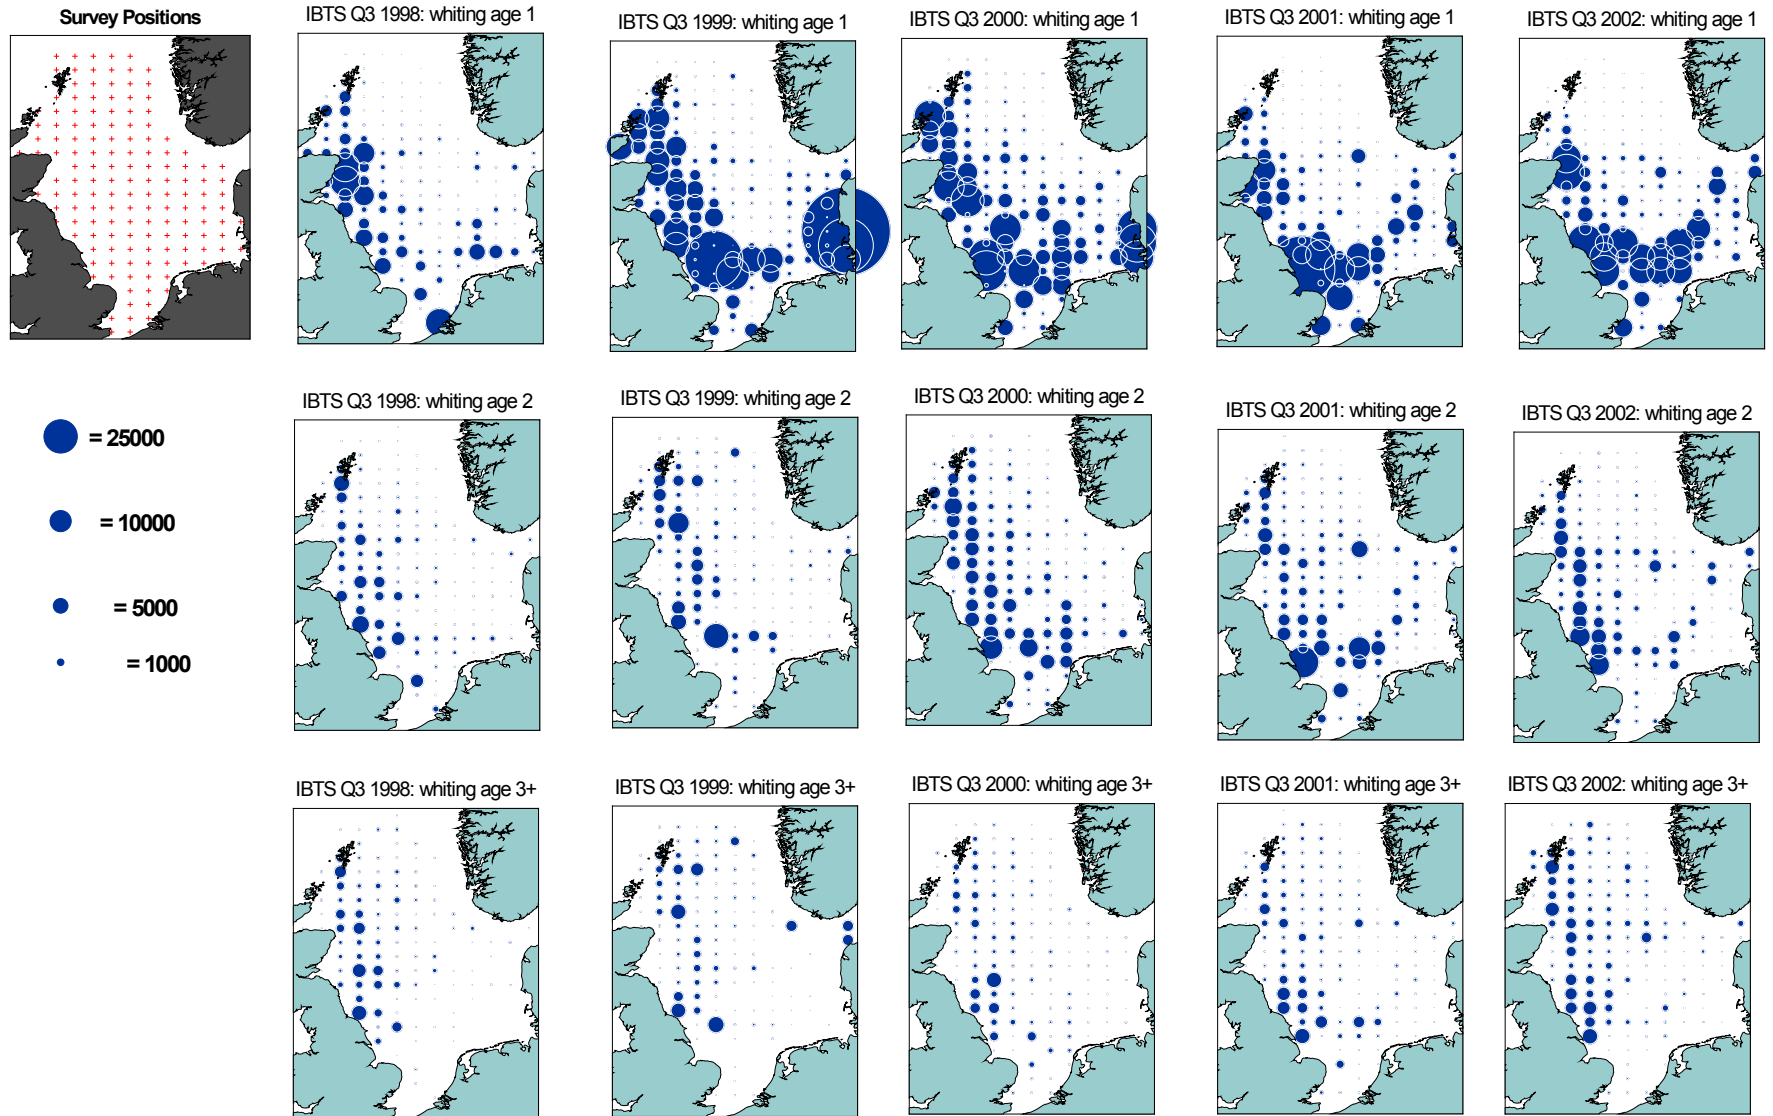 Survey Positions
IBTS Q3 1998: whiting age 1
IBTS Q3 1999: whiting age 1
IBTS Q3 2000: whiting age 1
IBTS Q3 2001: whiting age 1
IBTS Q3 2002: whiting age 1
= 25000
= 10000
= 5000
= 1000
IBTS Q3 1998: whiting age 2
IBTS Q3 1999: whiting age 2
IBTS Q3 2000: whiting age 2
IBTS Q3 2001: whiting age 2
IBTS Q3 2002: whiting age 2
IBTS Q3 1998: whiting age 3+
IBTS Q3 1999: whiting age 3+
IBTS Q3 2000: whiting age 3+
IBTS Q3 2001: whiting age 3+
IBTS Q3 2002: whiting age 3+